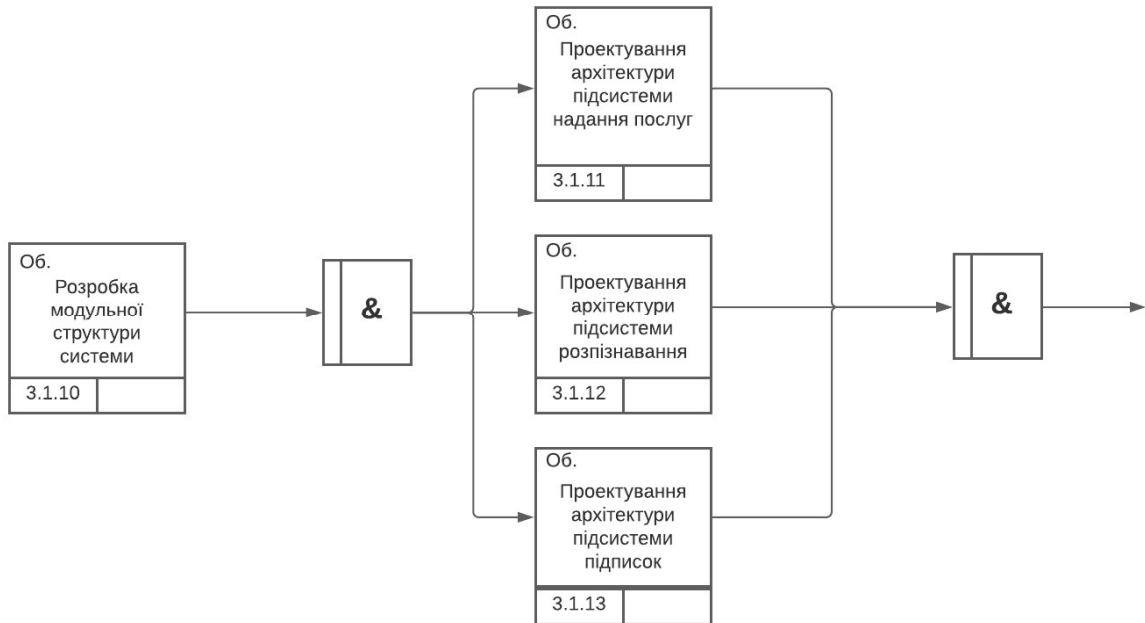 Об.
Розробка
модульної
структури
системи
3.1.10
&
Об.
Проектування
архітектури
підсистеми
надання послуг
3.1.11
Об.
Проектування
архітектури
підсистеми
розпізнавання
3.1.12
Об.
Проектування
архітектури
підсистеми
підписок
3.1.13
&